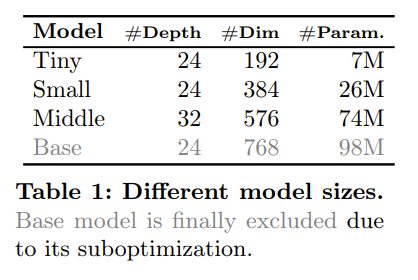 Model #Depth #Dim #Param.
Tiny 24 192 7M
Small 24 384 26M
Middle 32 576 74M
Base 24 768 98M
Table 1: Different model sizes.
Base model is finally excluded due
to its suboptimization.